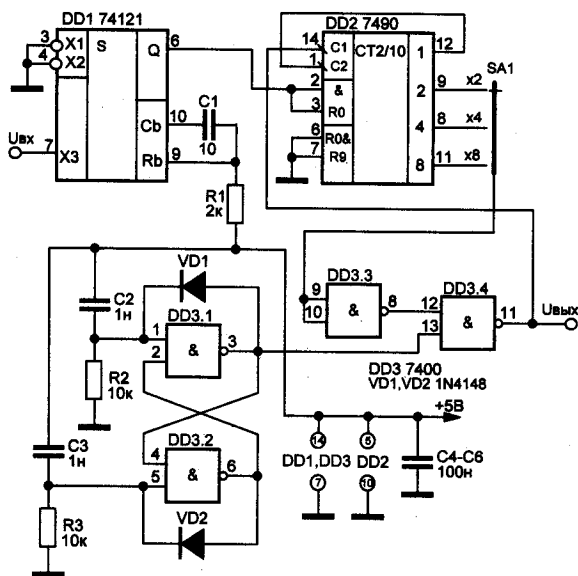 DD1 74121
DD2 7490
3 X1 S Q 6
4 X2
Cb 10 C1
10
Rb 9
Uвх 7 X3
R1
2к
14 C1 CT2/10 1 12
1 C2
2 & 2 9 x2 SA1
3 R0
4 8 x4
6 R0&
7 R9 8 11 x8
VD1
C2
1н
1 DD3.1
2 & 3
R2
10к
DD3.3 DD3.4
9
10 & 8 12
13 & 11 Uвых
DD3 7400
VD1,VD2 1N4148
+5В
C3
1н
4 DD3.2
5 & 6
VD2
R3
10к
14 5
DD1,DD3 DD2
7 10
C4-C6
100н